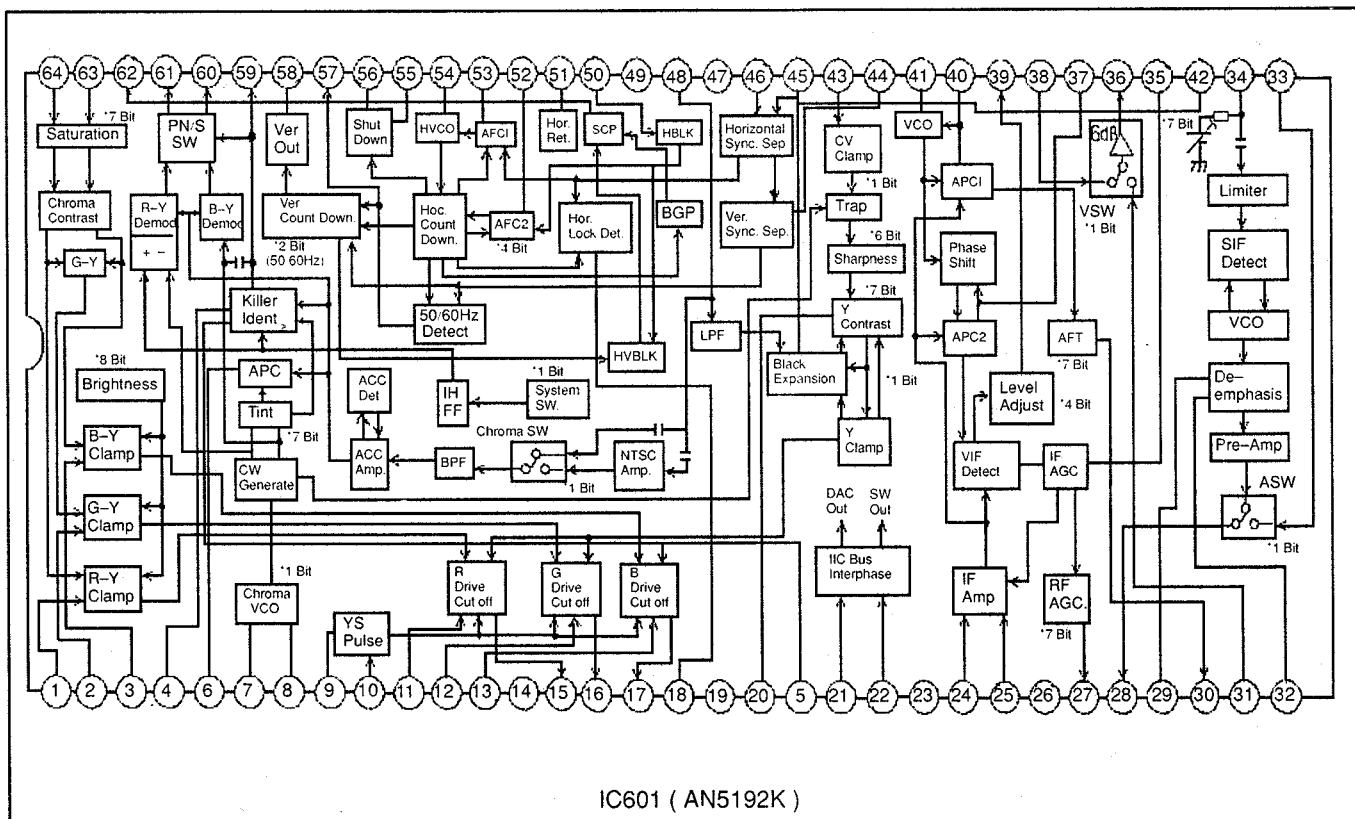 64 63 62 61 60 59 58 57 56 55 54 53 52 51 50 49 48 47 46 45 43 44 41 40 39 38 37 36 35 42 34 33
*7 Bit
Saturation
PN/S
SW
Ver
Out
Shut
Down
HVCO
AFCI
Hor.
Ret.
SCP
HBLK
Horizontal
Sync. Sep
CV
Clamp
VCO
6dB
*7 Bit
Chroma
Contrast
R-Y
Demod
+ -
B-Y
Demod
Ver
Count Down.
*2 Bit
(50 60Hz)
Hoc.
Count
Down.
AFC2
*4 Bit
Hor.
Lock Det.
BGP
Ver.
Sync. Sep.
*1 Bit
Trap
APCI
VSW
*1 Bit
Limiter
G-Y
*6 Bit
Sharpness
Phase
Shift
SIF
Detect
Killer
Ident
>
50/60Hz
Detect
HVBLK
LPF
*7 Bit
Y
Contrast
APC2
AFT
*7 Bit
VCO
*8 Bit
Brightness
APC
ACC
Det
IH
FF
*1 Bit
System
SW.
Black
Expansion
*1 Bit
Level
Adjust
*4 Bit
De-
emphasis
Tint
*7 Bit
Chroma SW
B-Y
Clamp
CW
Generate
ACC
Amp.
BPF
*1 Bit
NTSC
Amp.
Y
Clamp
VIF
Detect
IF
AGC
Pre-Amp
ASW
*1 Bit
G-Y
Clamp
DAC
Out
SW
Out
R-Y
Clamp
*1 Bit
Chroma
VCO
YS
Pulse
R
Drive
Cut off
G
Drive
Cut off
B
Drive
Cut off
IIC Bus
Interphase
IF
Amp
RF
AGC.
*7 Bit
1 2 3 4 6 7 8 9 10 11 12 13 14 15 16 17 18 19 20 5 21 22 23 24 25 26 27 28 29 30 31 32
IC601 ( AN5192K )